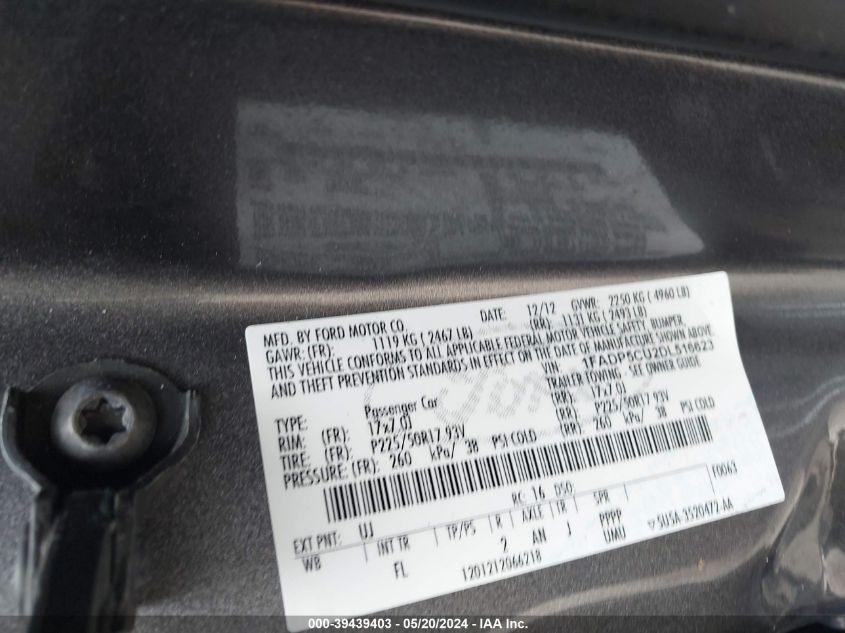 MFD. BY FORD MOTOR CO.
DATE: 12/12 GVWR: 2250 KG ( 4960 LB)
GAWR: (FR): 1119 KG ( 2467 LB) (RR): 1131 KG ( 2493 LB)
THIS VEHICLE CONFORMS TO ALL APPLICABLE FEDERAL MOTOR VEHICLE SAFETY, BUMPER,
AND THEFT PREVENTION STANDARDS IN EFFECT ON THE DATE OF MANUFACTURE SHOWN ABOVE.
VIN 1FADP5CU2DL515823
TYPE: Passenger Car TRAILER TOWING: SEE OWNER GUIDE
RIM: (FR): 17x7.0J (RR): 17x7.0J
TIRE: (FR): P225/50R17 93V (RR): P225/50R17 93V
PRESSURE: (FR): 260 kPa/ 38 PSI COLD (RR): 260 kPa/ 38 PSI COLD
RC 16 DSO F0063
EXT PNT: UJ
WB INT TR TP/PS R AXLE TR SPR
FL 2 AN J PPPP
UMU
1201212066218 5U5A-3520472-AA
000-39439403 - 05/20/2024 - IAA Inc.